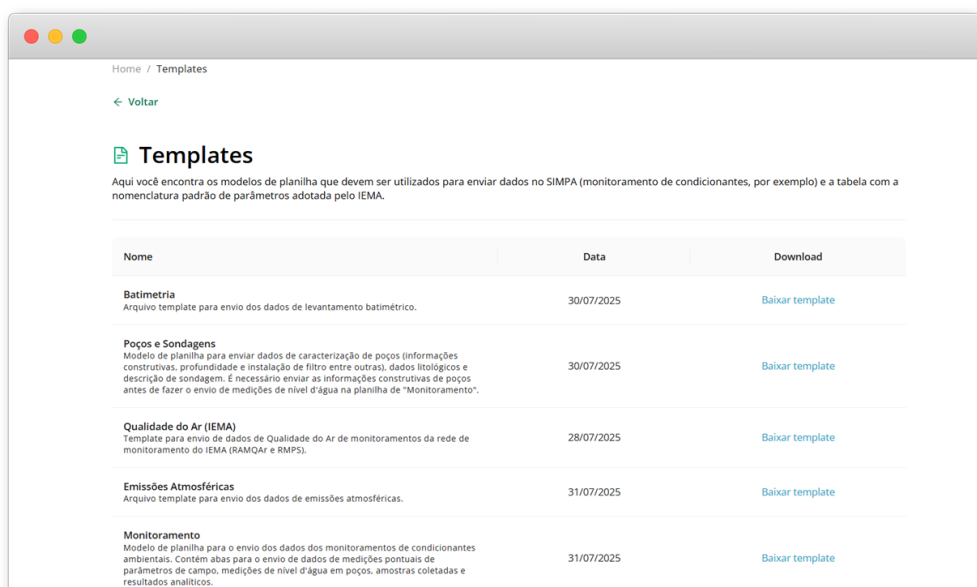 Home / Templates
← Voltar
Templates
Aqui você encontra os modelos de planilha que devem ser utilizados para enviar dados no SIMPA (monitoramento de condicionantes, por exemplo) e a tabela com a
nomenclatura padrão de parâmetros adotada pelo IEMA.
Nome Data Download
Batimetria
Arquivo template para envio dos dados de levantamento batimétrico.
30/07/2025 Baixar template
Poços e Sondagens
Modelo de planilha para enviar dados de caracterização de poços (informações
construtivas, profundidade e instalação de filtro entre outras), dados litológicos e
descrição de sondagem. É necessário enviar as informações construtivas de poços
antes de fazer o envio de medições de nível d'água na planilha de "Monitoramento".
30/07/2025 Baixar template
Qualidade do Ar (IEMA)
Template para envio de dados de Qualidade do Ar de monitoramentos da rede de
monitoramento do IEMA (RAMQAr e RMPS).
28/07/2025 Baixar template
Emissões Atmosféricas
Arquivo template para envio dos dados de emissões atmosféricas.
31/07/2025 Baixar template
Monitoramento
Modelo de planilha para o envio dos dados dos monitoramentos de condicionantes
ambientais. Contém abas para o envio de dados de medições pontuais de
parâmetros de campo, medições de nível d'água em poços, amostras coletadas e
resultados analíticos.
31/07/2025 Baixar template